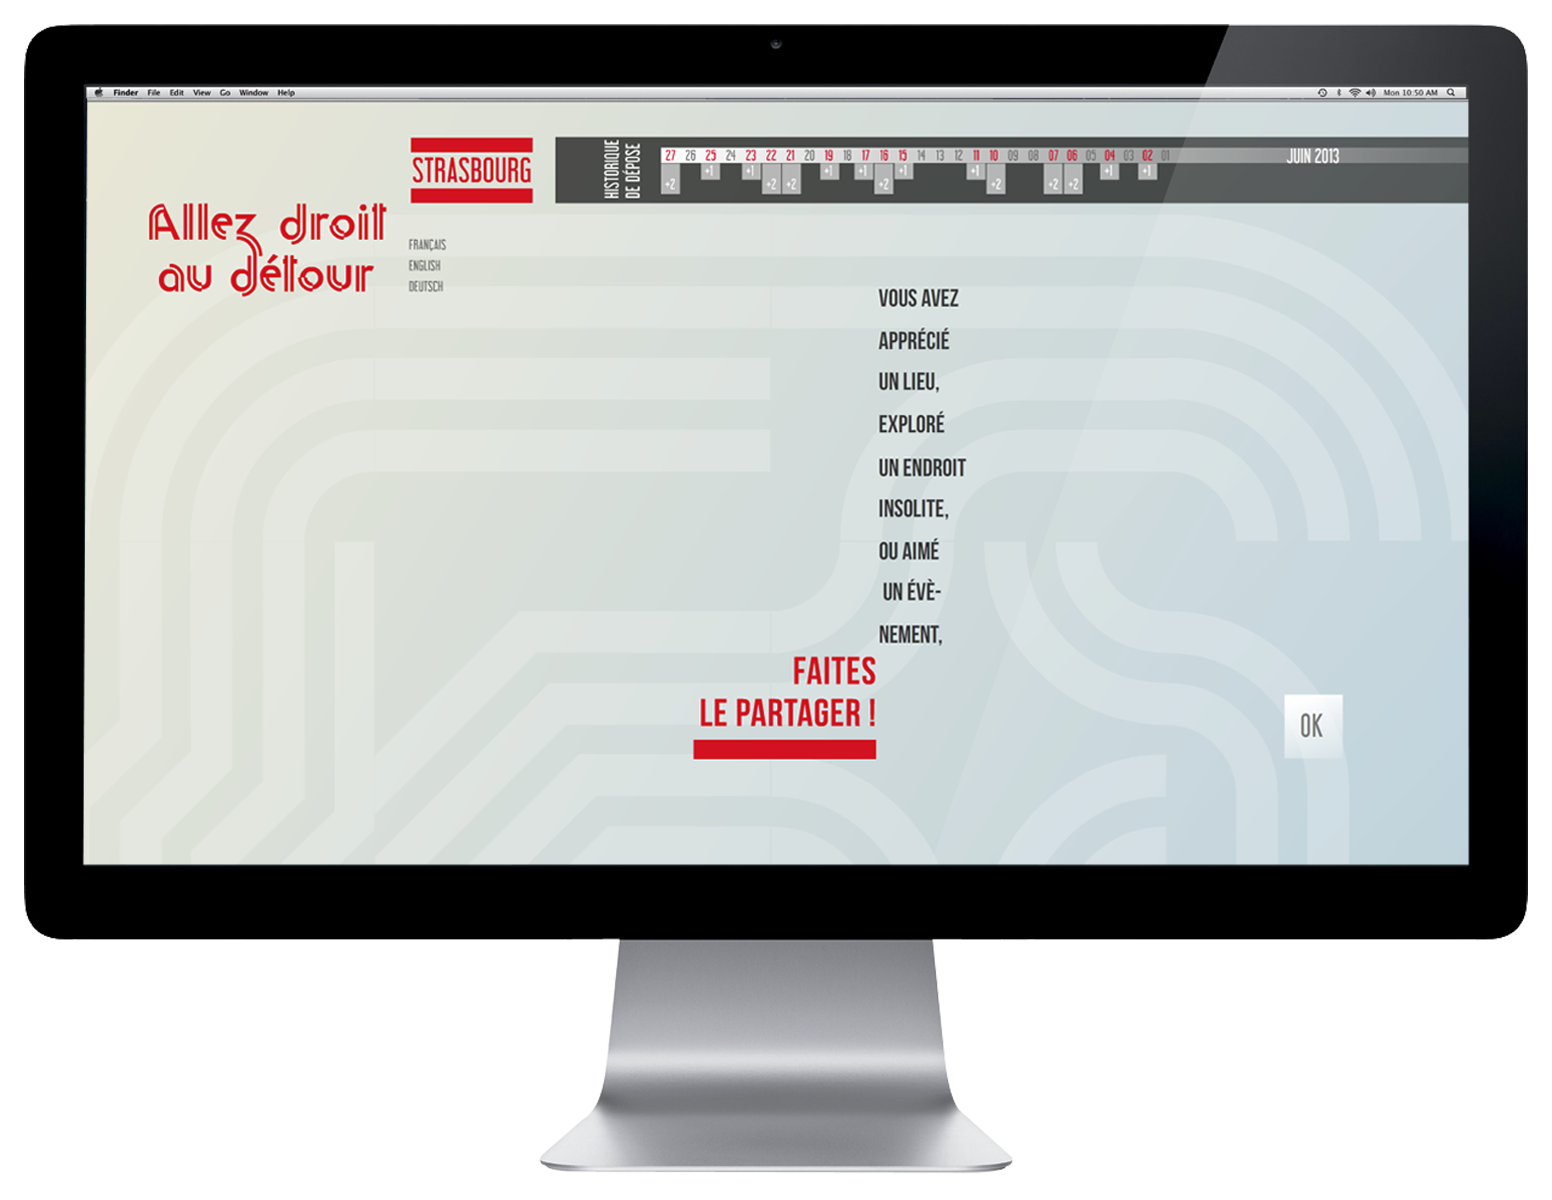 Finder File Edit View Go Window Help
Mon 10:50 AM
STRASBOURG
HISTORIQUE
DE DÉPOSE
27 26 25 24 23 22 21 20 19 18 17 16 15 14 13 12 11 10 09 08 07 06 05 04 03 02 01
JUIN 2013
+2 +1 +1 +2 +2 +1 +1 +2 +1 +1 +2 +2 +2 +1 +1
Allez droit
au détour
FRANÇAIS
ENGLISH
DEUTSCH
VOUS AVEZ
APPRÉCIÉ
UN LIEU,
EXPLORÉ
UN ENDROIT
INSOLITE,
OU AIMÉ
UN ÉVÈ-
NEMENT,
FAITES
LE PARTAGER !
OK